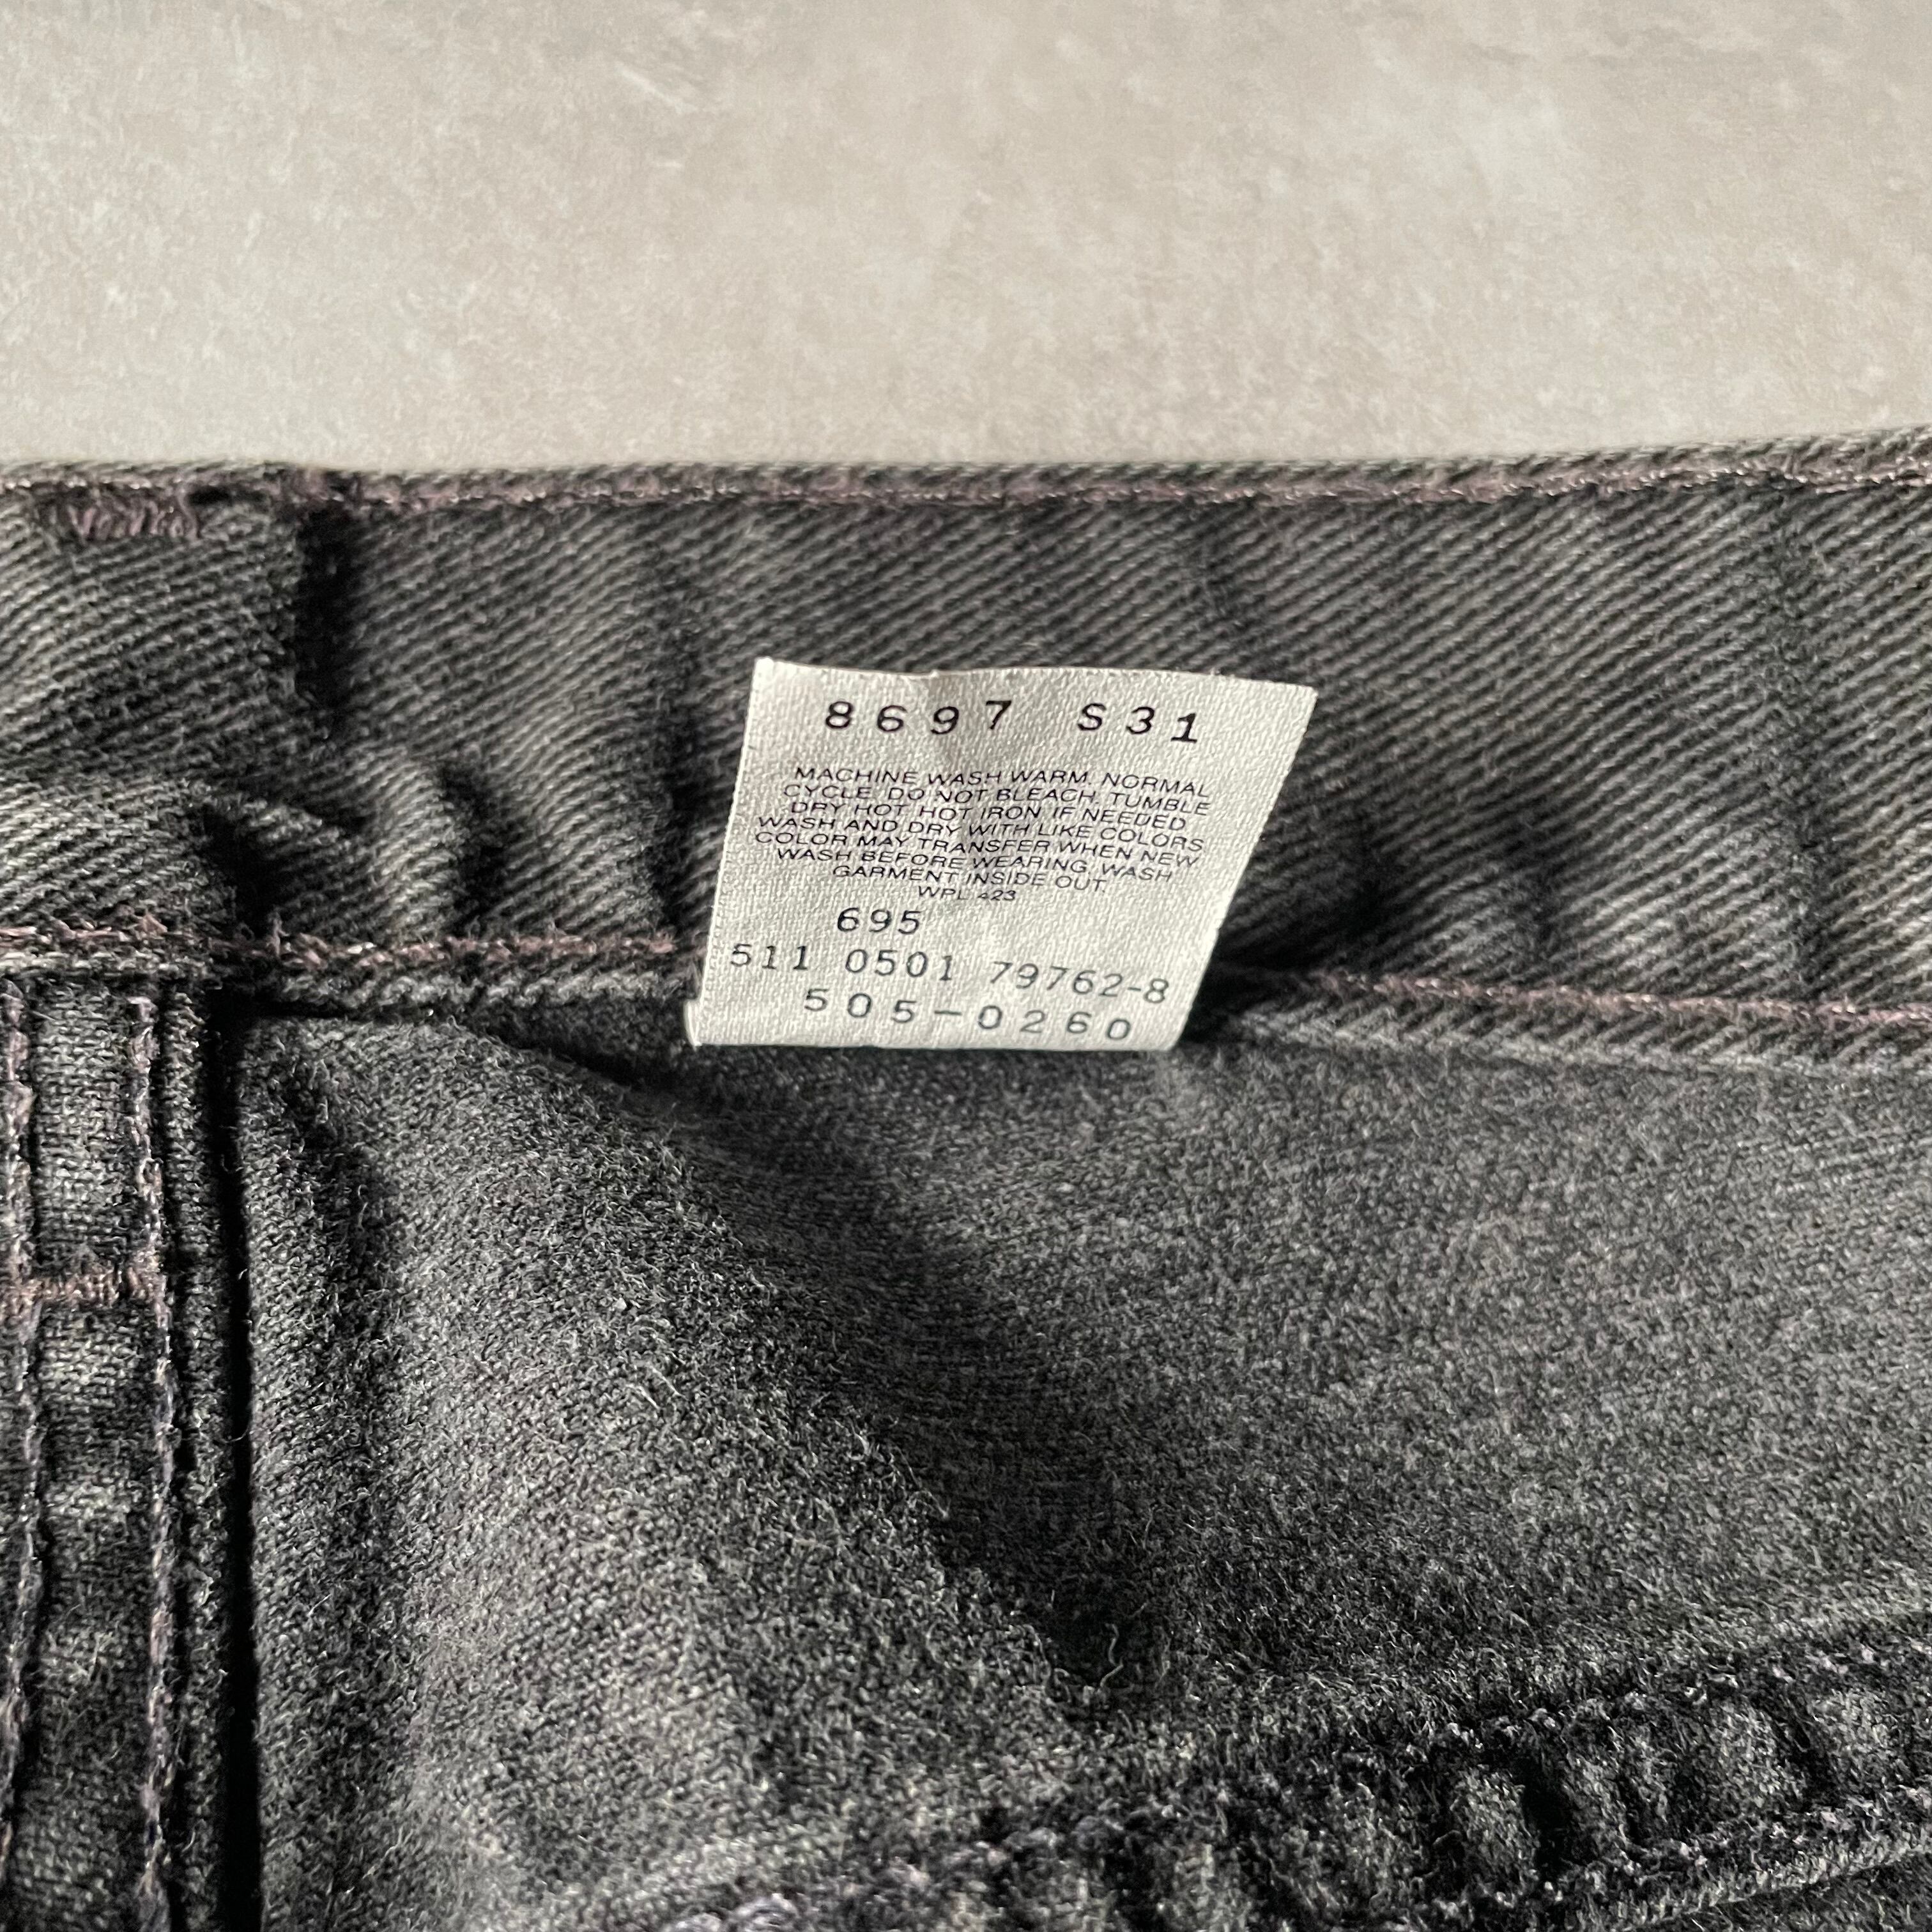 8697 S31
MACHINE WASH WARM, NORMAL
CYCLE, DO NOT BLEACH, TUMBLE
DRY HOT, HOT IRON IF NEEDED
WASH AND DRY WITH LIKE COLORS
COLOR MAY TRANSFER WHEN NEW
WASH BEFORE WEARING, WASH
GARMENT INSIDE OUT
WPL 423
695
511 0501 79762-8
505-0260